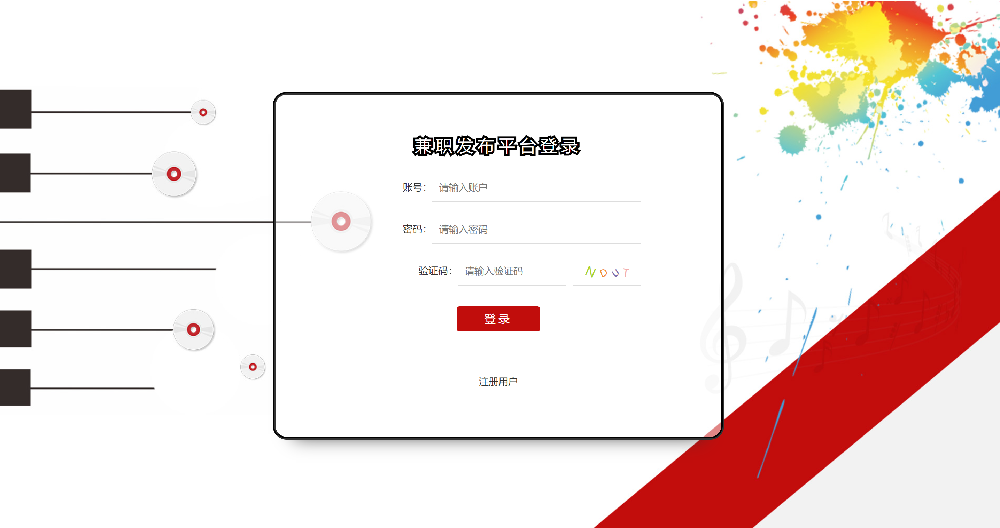 兼职发布平台登录
账号： 请输入账户
密码： 请输入密码
验证码： 请输入验证码 N D u T
登录
注册用户